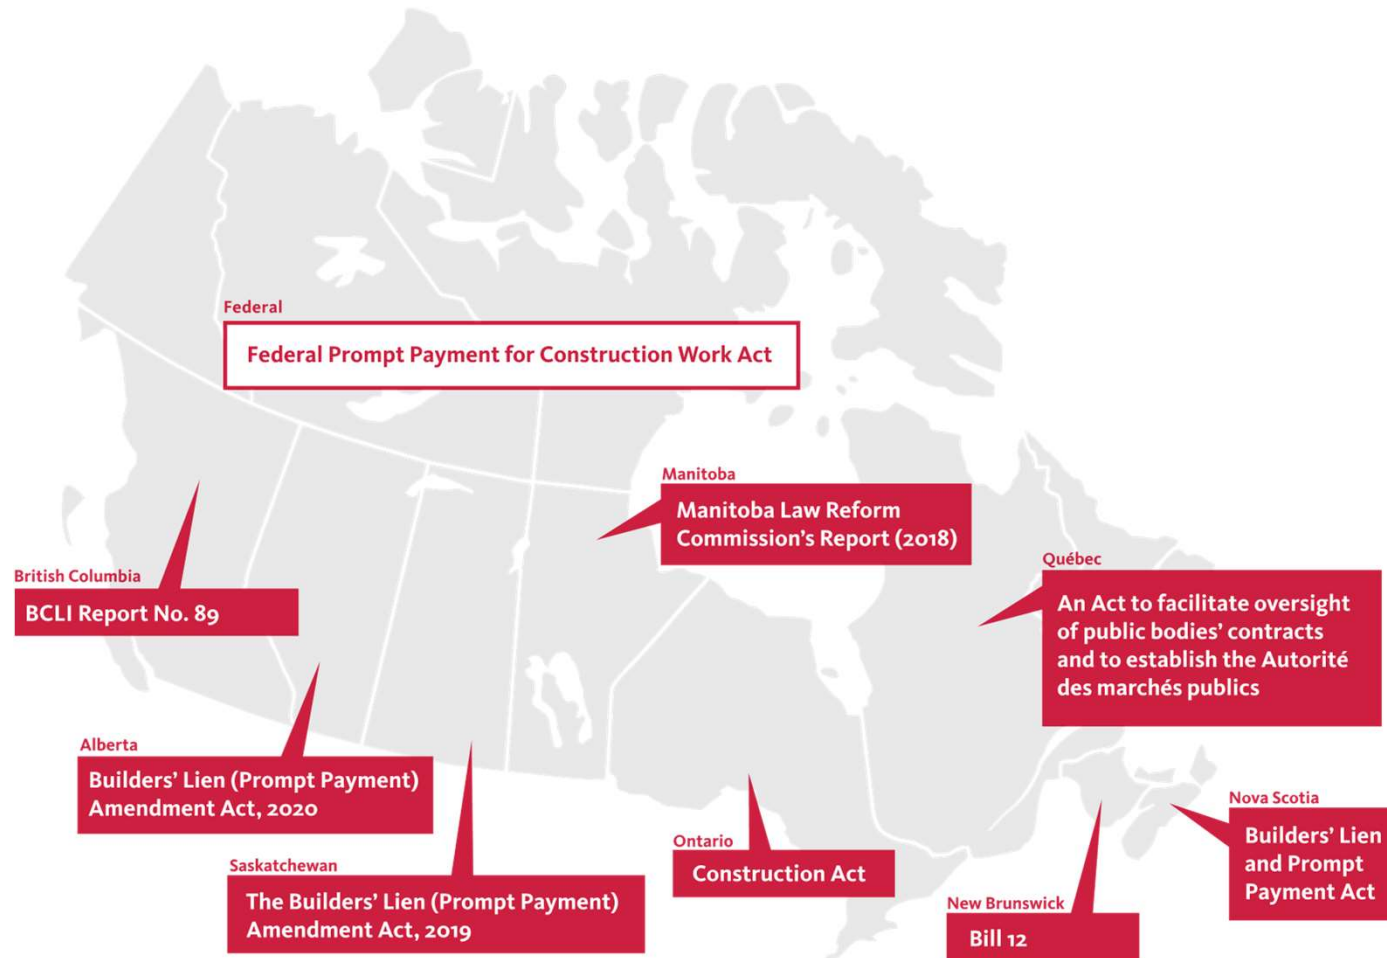 Federal
Federal Prompt Payment for Construction Work Act
Manitoba
Manitoba Law Reform
Commission's Report (2018)
Québec
An Act to facilitate oversight
of public bodies' contracts
and to establish the Autorité
des marchés publics
British Columbia
BCLI Report No. 89
Alberta
Builders' Lien (Prompt Payment)
Amendment Act, 2020
Nova Scotia
Builders' Lien
and Prompt
Payment Act
Ontario
Construction Act
Saskatchewan
The Builders' Lien (Prompt Payment)
Amendment Act, 2019
New Brunswick
Bill 12